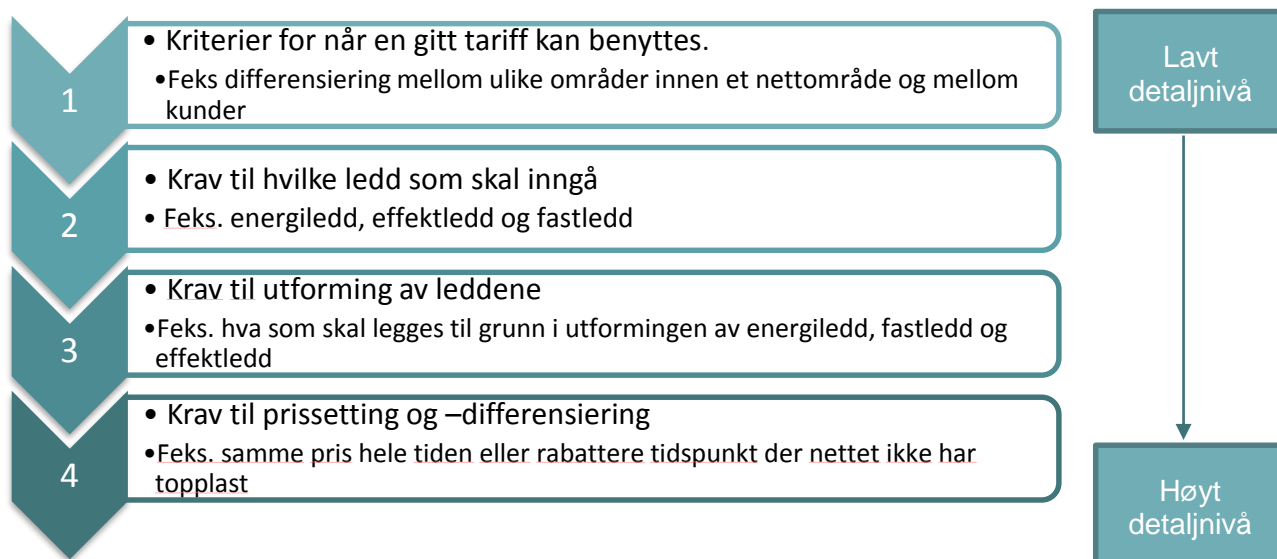 1
• Kriterier for når en gitt tariff kan benyttes.
•Feks differensiering mellom ulike områder innen et nettområde og mellom
kunder
2
• Krav til hvilke ledd som skal inngå
• Feks. energiledd, effektledd og fastledd
3
• Krav til utforming av leddene
•Feks. hva som skal legges til grunn i utformingen av energiledd, fastledd og
effektledd
4
• Krav til prissetting og –differensiering
•Feks. samme pris hele tiden eller rabattere tidspunkt der nettet ikke har
topplast
Lavt
detaljnivå
Høyt
detaljnivå